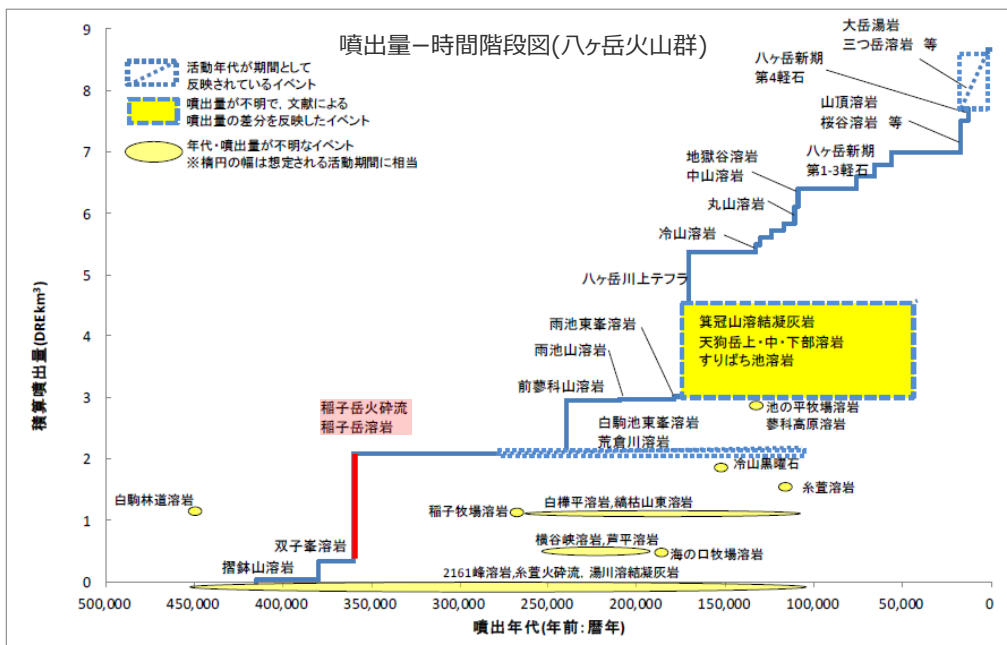 噴出量−時間階段図(八ヶ岳火山群)
活動年代が期間として
反映されているイベント
噴出量が不明で，文献による
噴出量の差分を反映したイベント
年代・噴出量が不明なイベント
※楕円の幅は想定される活動期間に相当
大岳溶岩
三つ岳溶岩 等
八ヶ岳新期
第4軽石
山頂溶岩
桜谷溶岩 等
八ヶ岳新期
第1-3軽石
地獄谷溶岩
中山溶岩
丸山溶岩
冷山溶岩
八ヶ岳川上テフラ
箕冠山溶結凝灰岩
天狗岳上・中・下部溶岩
すりばち池溶岩
雨池東峯溶岩
雨池山溶岩
前蓼科山溶岩
稲子岳火砕流
稲子岳溶岩
白駒池東峯溶岩
荒倉川溶岩
池の平牧場溶岩
蓼科高原溶岩
冷山黒曜石
糸萱溶岩
白駒林道溶岩
稲子牧場溶岩
白樺平溶岩,縞枯山東溶岩
横谷峡溶岩,芦平溶岩
海の口牧場溶岩
双子峯溶岩
摺鉢山溶岩
2161峰溶岩,糸萱火砕流，湯川溶結凝灰岩
積算噴出量(DREkm³)
9
8
7
6
5
4
3
2
1
0
500,000 450,000 400,000 350,000 300,000 250,000 200,000 150,000 100,000 50,000 0
噴出年代(年前：暦年)